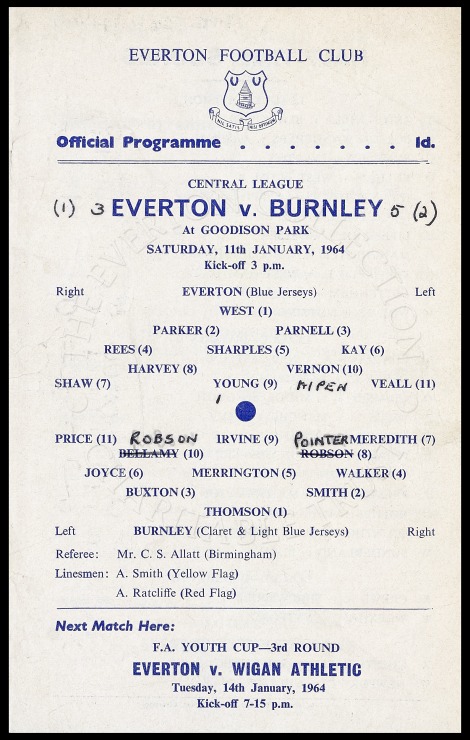 EVERTON FOOTBALL CLUB
NIL SATIS NISI OPTIMUM
Official Programme . . . . . . . 1d.
CENTRAL LEAGUE
(1) 3 EVERTON v. BURNLEY 5 (2)
At GOODISON PARK
SATURDAY, 11th JANUARY, 1964
Kick-off 3 p.m.
Right EVERTON (Blue Jerseys) Left
WEST (1)
PARKER (2) PARNELL (3)
REES (4) SHARPLES (5) KAY (6)
HARVEY (8) VERNON (10)
SHAW (7) YOUNG (9) VEALL (11)
1
PRICE (11) ROBSON IRVINE (9) POINTER MEREDITH (7)
BELLAMY (10) ROBSON (8)
JOYCE (6) MERRINGTON (5) WALKER (4)
BUXTON (3) SMITH (2)
THOMSON (1)
Left BURNLEY (Claret & Light Blue Jerseys) Right
Referee: Mr. C. S. Allatt (Birmingham)
Linesmen: A. Smith (Yellow Flag)
A. Ratcliffe (Red Flag)
Next Match Here:
F.A. YOUTH CUP—3rd ROUND
EVERTON v. WIGAN ATHLETIC
Tuesday, 14th January, 1964
Kick-off 7-15 p.m.